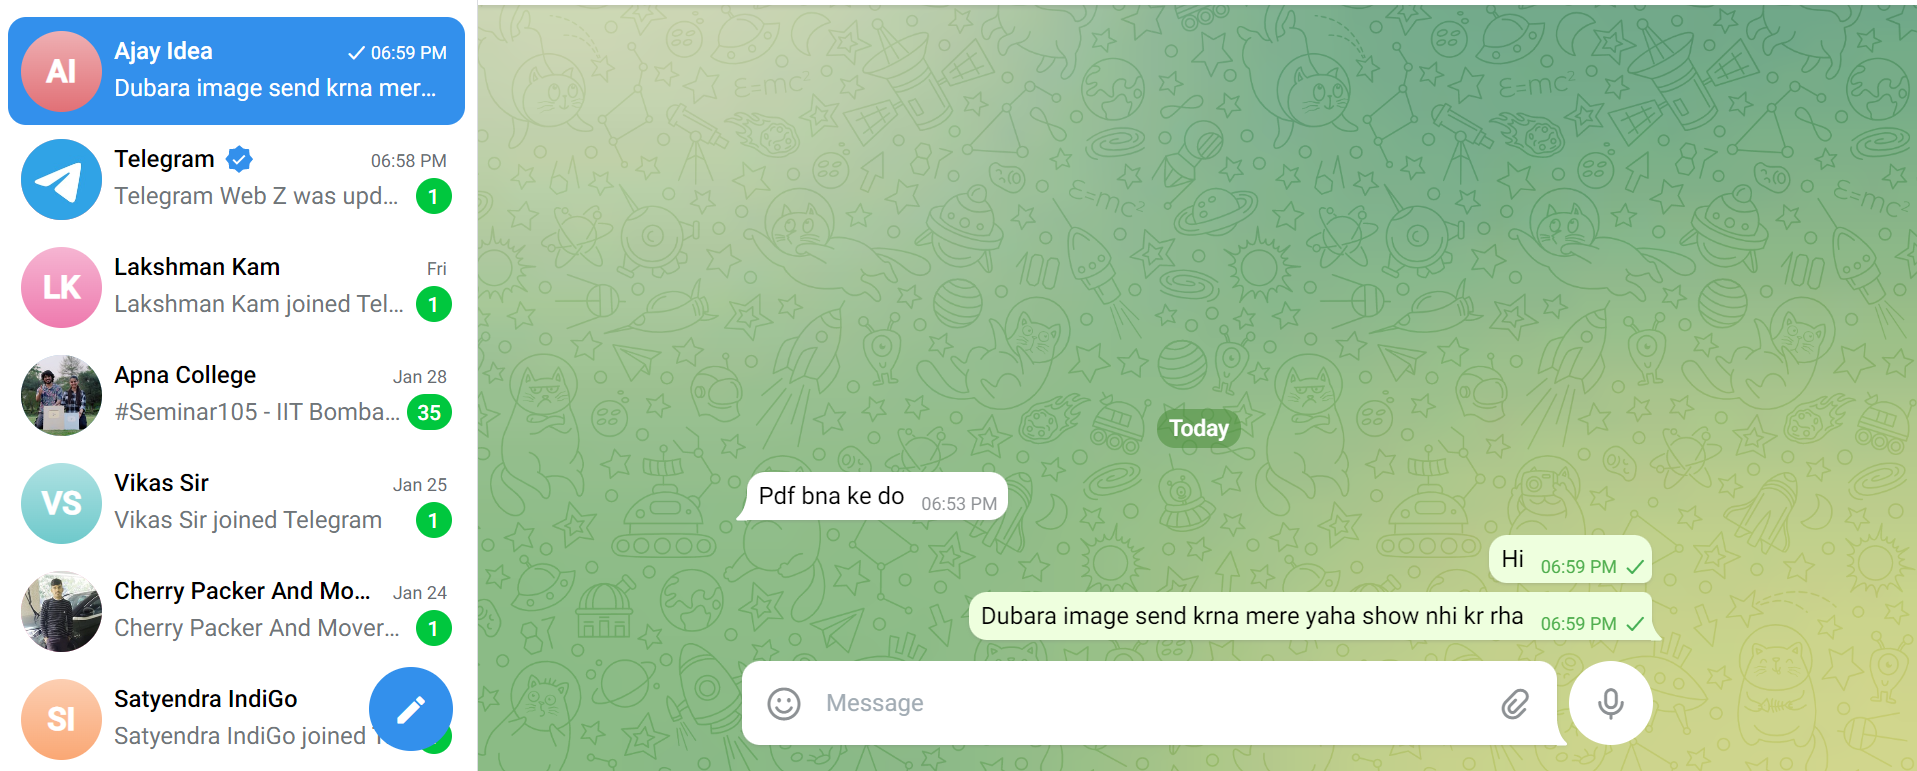 AI
Ajay Idea
06:59 PM
Dubara image send krna mer...
Telegram
06:58 PM
Telegram Web Z was upd...
1
LK
Lakshman Kam
Fri
Lakshman Kam joined Tel...
1
Apna College
Jan 28
#Seminar105 - IIT Bomba...
35
VS
Vikas Sir
Jan 25
Vikas Sir joined Telegram
1
Cherry Packer And Mo...
Jan 24
Cherry Packer And Mover...
1
SI
Satyendra IndiGo
Satyendra IndiGo joined
Today
Pdf bna ke do 06:53 PM
Hi 06:59 PM
Dubara image send krna mere yaha show nhi kr rha 06:59 PM
Message